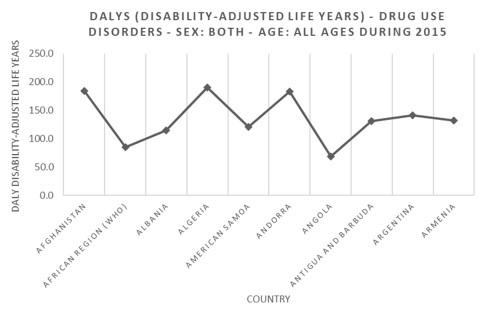 DALYS (DISABILITY-ADJUSTED LIFE YEARS) - DRUG USE
DISORDERS - SEX: BOTH - AGE: ALL AGES DURING 2015
DALY DISABILITY-ADJUSTED LIFE YEARS
250.0
200.0
150.0
100.0
50.0
0.0
AFGHANISTAN
AFRICAN REGION (WHO)
ALBANIA
ALGERIA
AMERICAN SAMOA
ANDORRA
ANGOLA
ANTIGUA AND BARBUDA
ARGENTINA
ARMENIA
COUNTRY